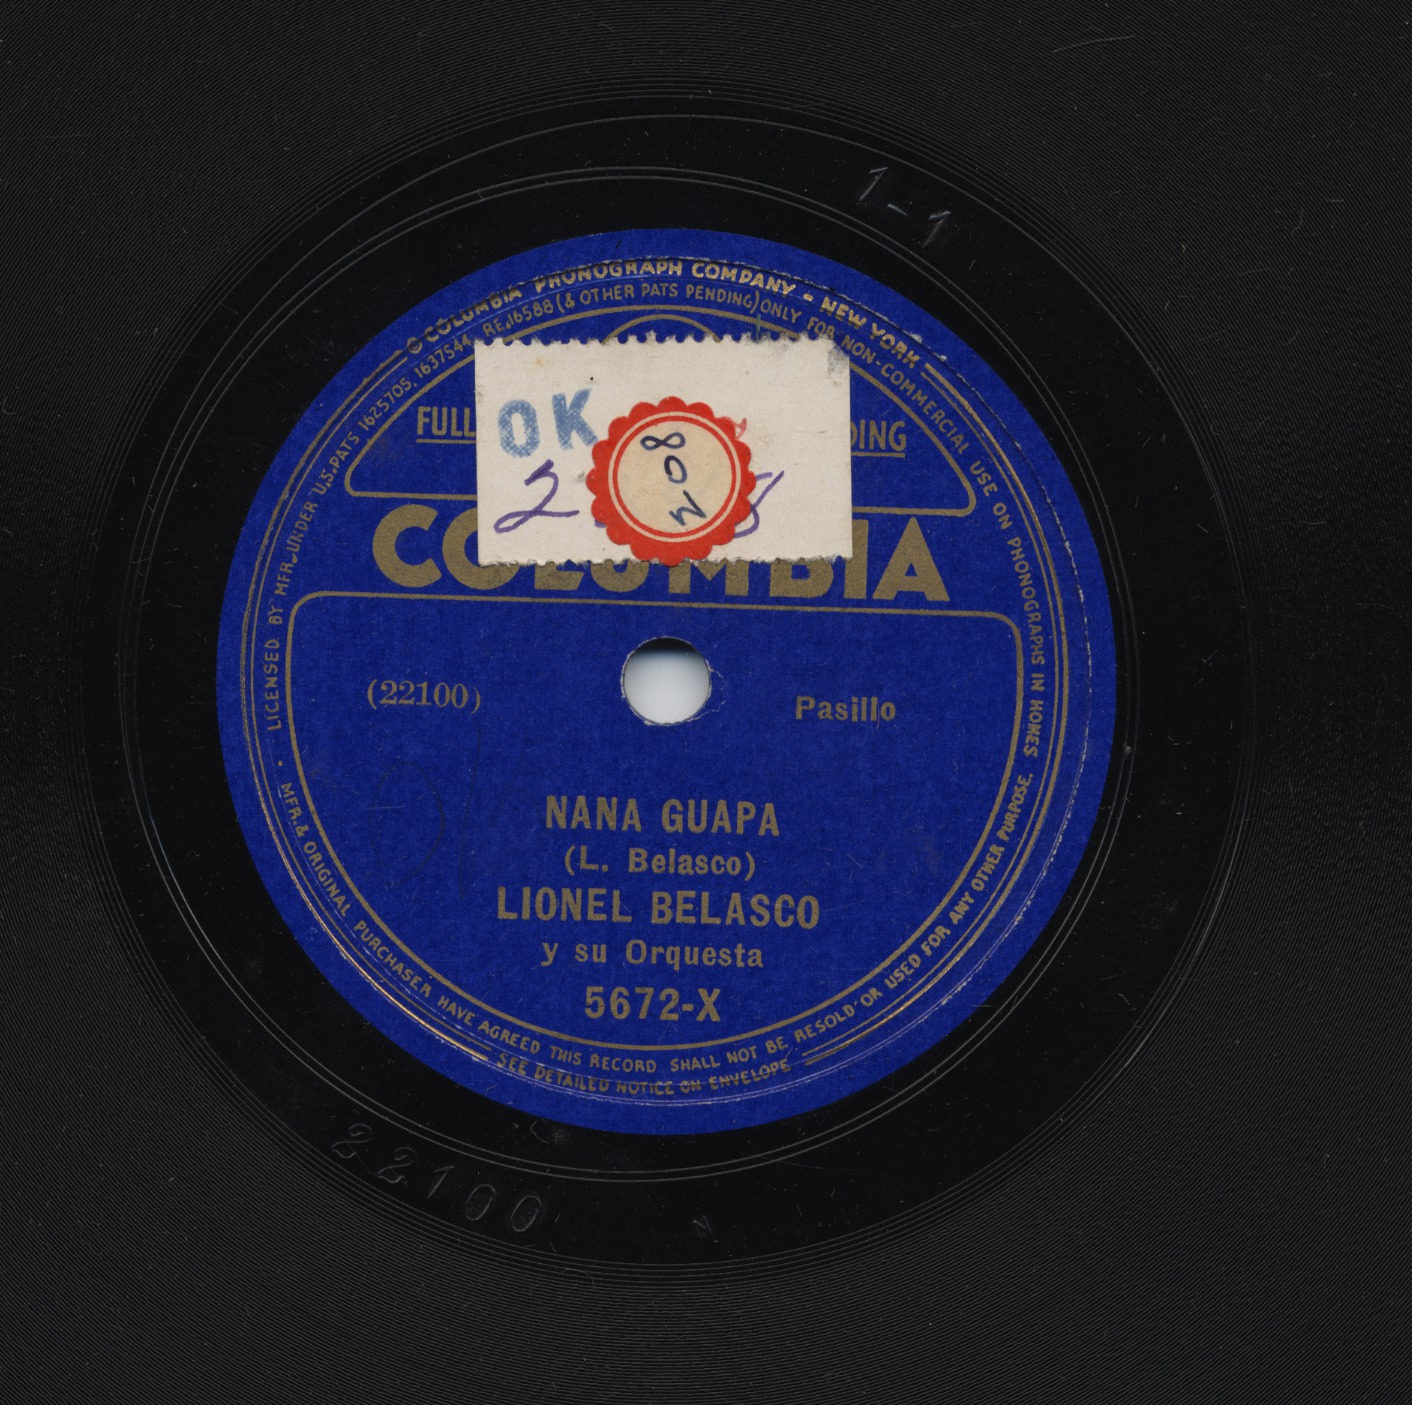 1-1
© COLUMBIA PHONOGRAPH COMPANY • NEW YORK
LICENSED BY MFR. UNDER U.S. PATS 1625705, 1637544, RE.16588 (& OTHER PATS PENDING) ONLY FOR NON-COMMERCIAL USE ON PHONOGRAPHS IN HOMES.
OK
2
80M
COLUMBIA
(22100)
Pasillo
NANA GUAPA
(L. Belasco)
LIONEL BELASCO
y su Orquesta
5672-X
MFR. & ORIGINAL PURCHASER HAVE AGREED THIS RECORD SHALL NOT BE RESOLD OR USED FOR ANY OTHER PURPOSE.
SEE DETAILED NOTICE ON ENVELOPE
22100